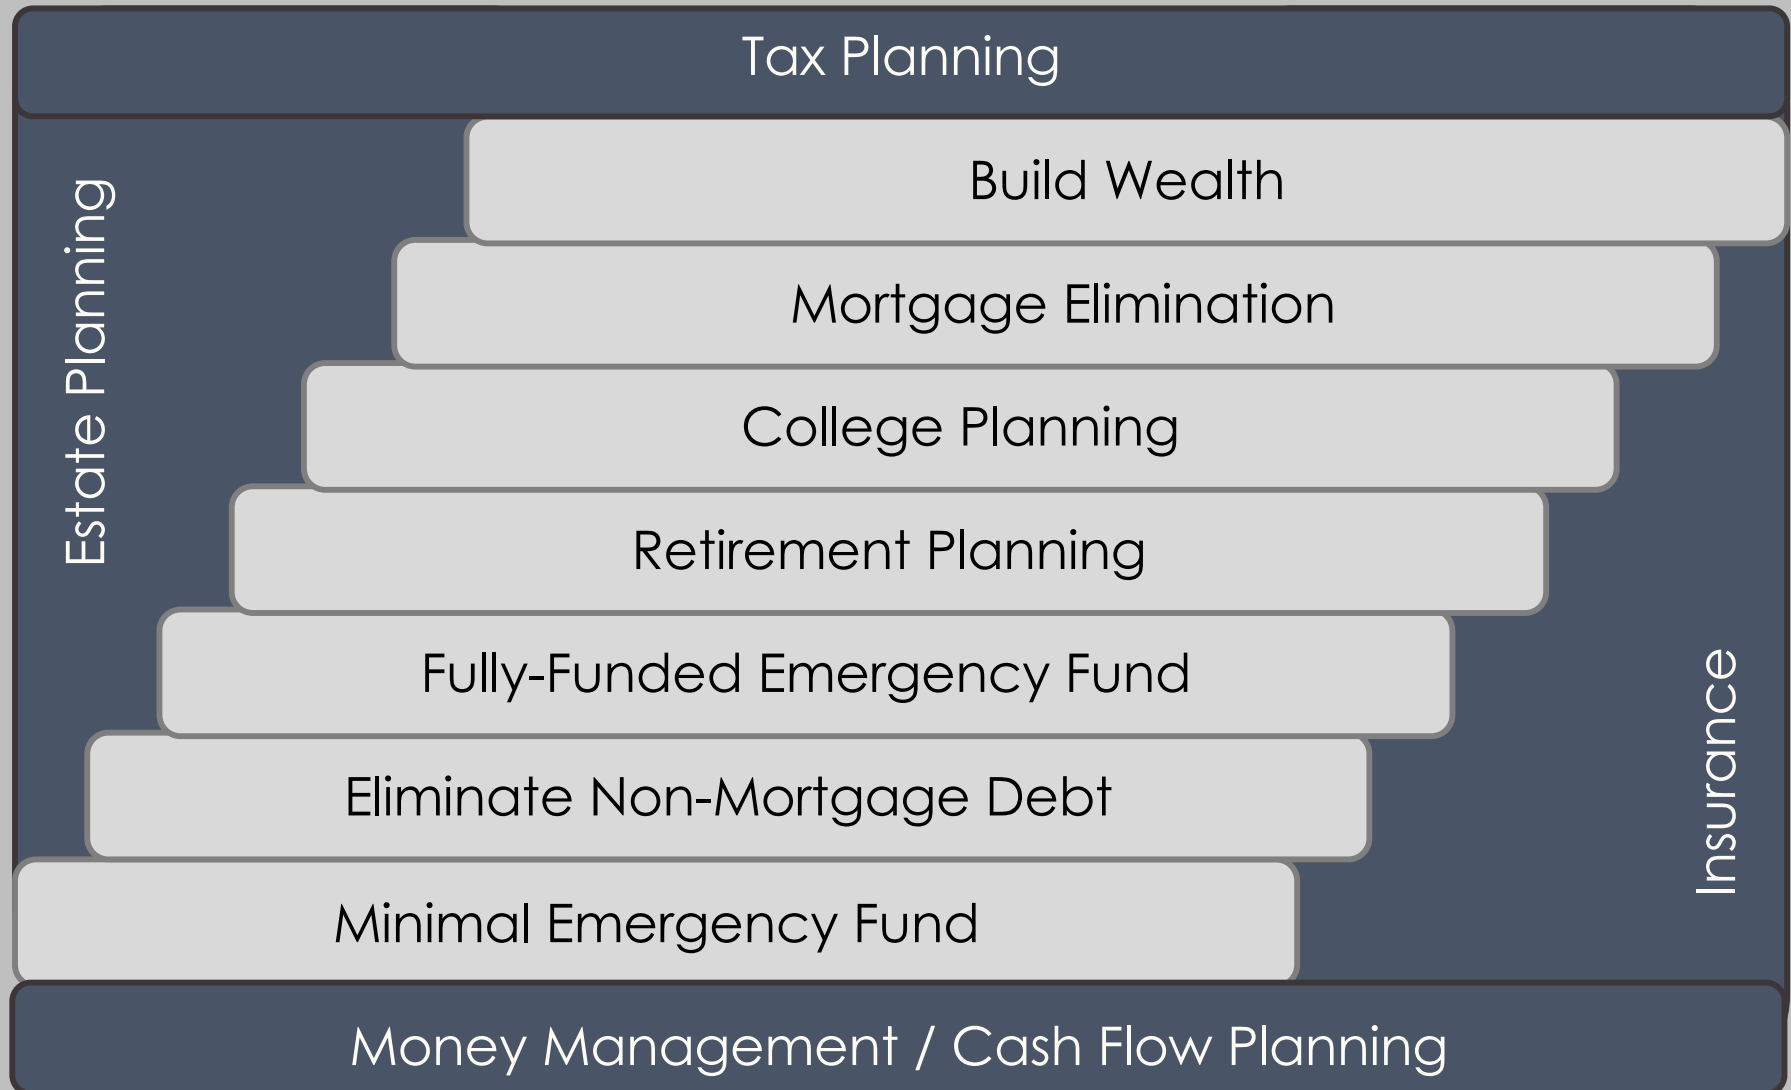 Tax Planning
Estate Planning
Build Wealth
Mortgage Elimination
College Planning
Retirement Planning
Fully-Funded Emergency Fund
Eliminate Non-Mortgage Debt
Minimal Emergency Fund
Insurance
Money Management / Cash Flow Planning